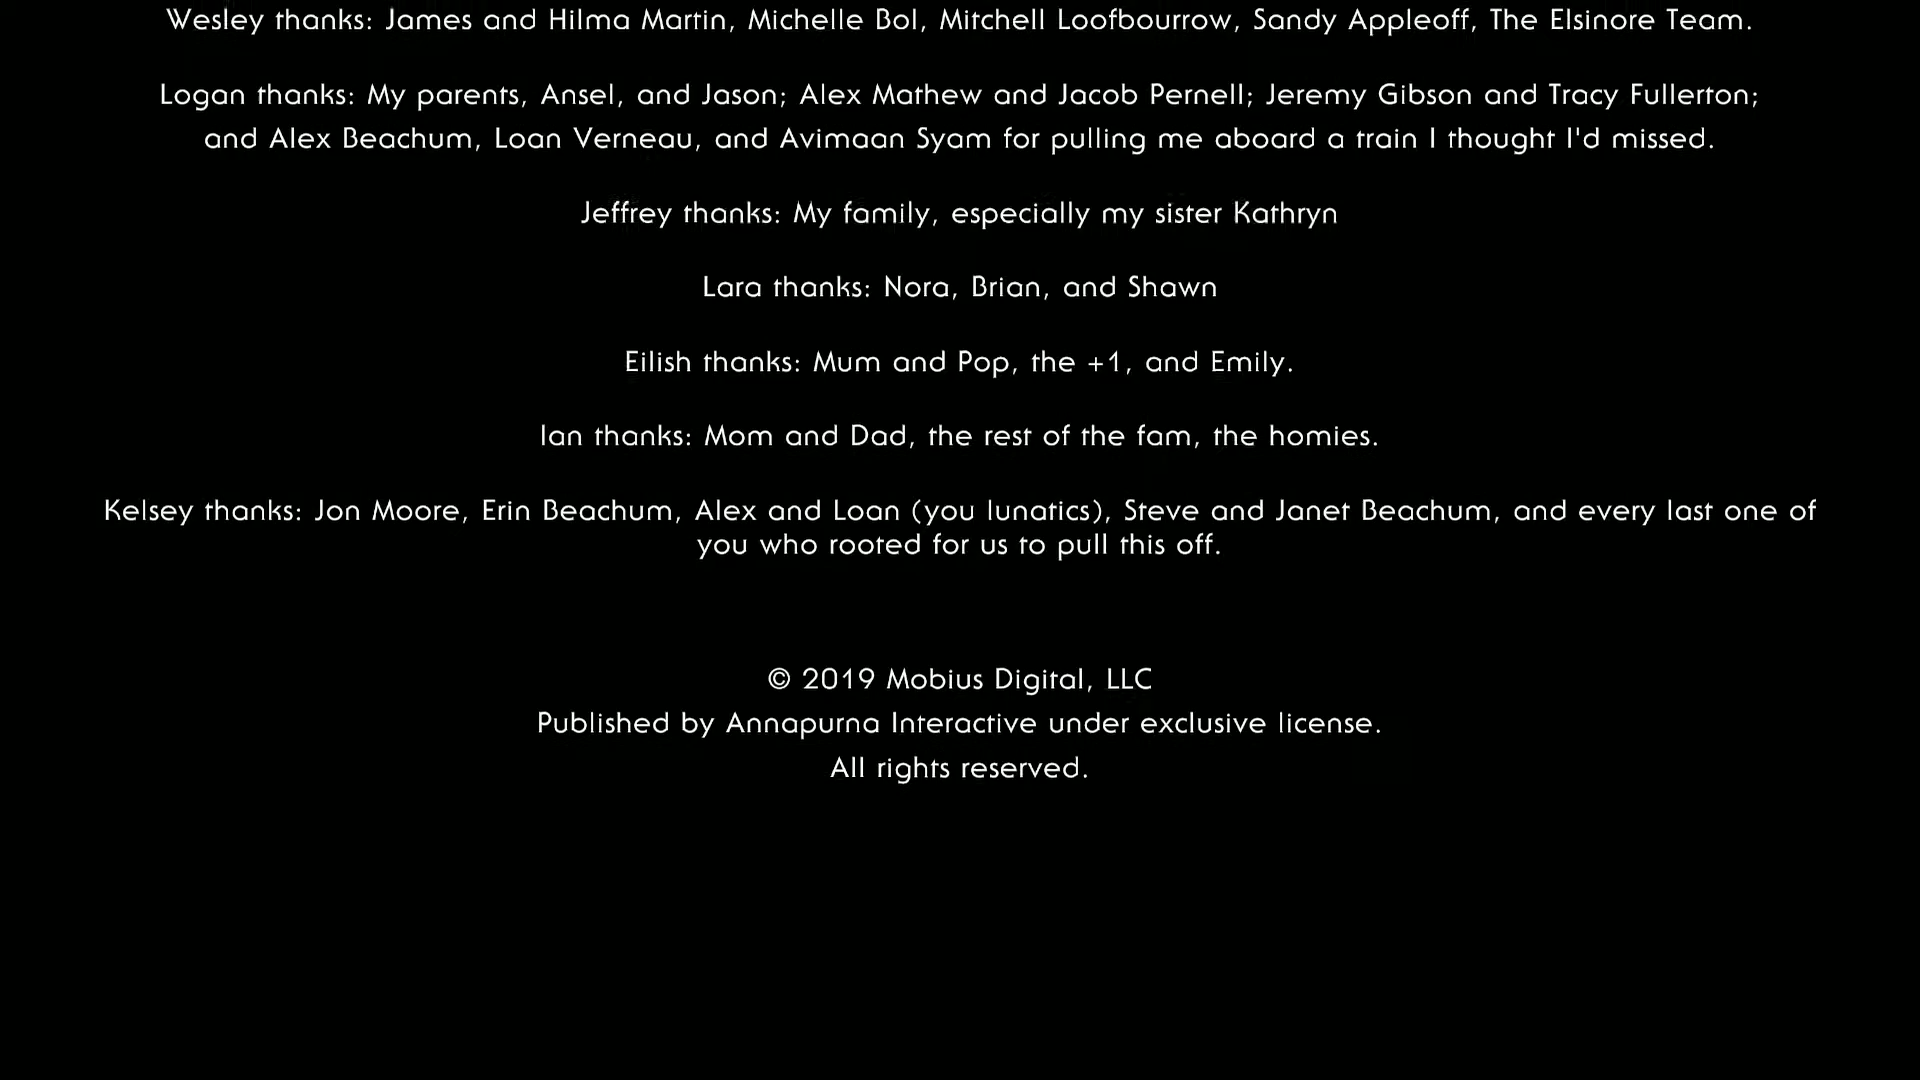 Wesley thanks: James and Hilma Martin, Michelle Bol, Mitchell Loofbourrow, Sandy Appleoff, The Elsinore Team.
Logan thanks: My parents, Ansel, and Jason; Alex Mathew and Jacob Pernell; Jeremy Gibson and Tracy Fullerton;
and Alex Beachum, Loan Verneau, and Avimaan Syam for pulling me aboard a train I thought I'd missed.
Jeffrey thanks: My family, especially my sister Kathryn
Lara thanks: Nora, Brian, and Shawn
Eilish thanks: Mum and Pop, the +1, and Emily.
Ian thanks: Mom and Dad, the rest of the fam, the homies.
Kelsey thanks: Jon Moore, Erin Beachum, Alex and Loan (you lunatics), Steve and Janet Beachum, and every last one of
you who rooted for us to pull this off.
© 2019 Mobius Digital, LLC
Published by Annapurna Interactive under exclusive license.
All rights reserved.